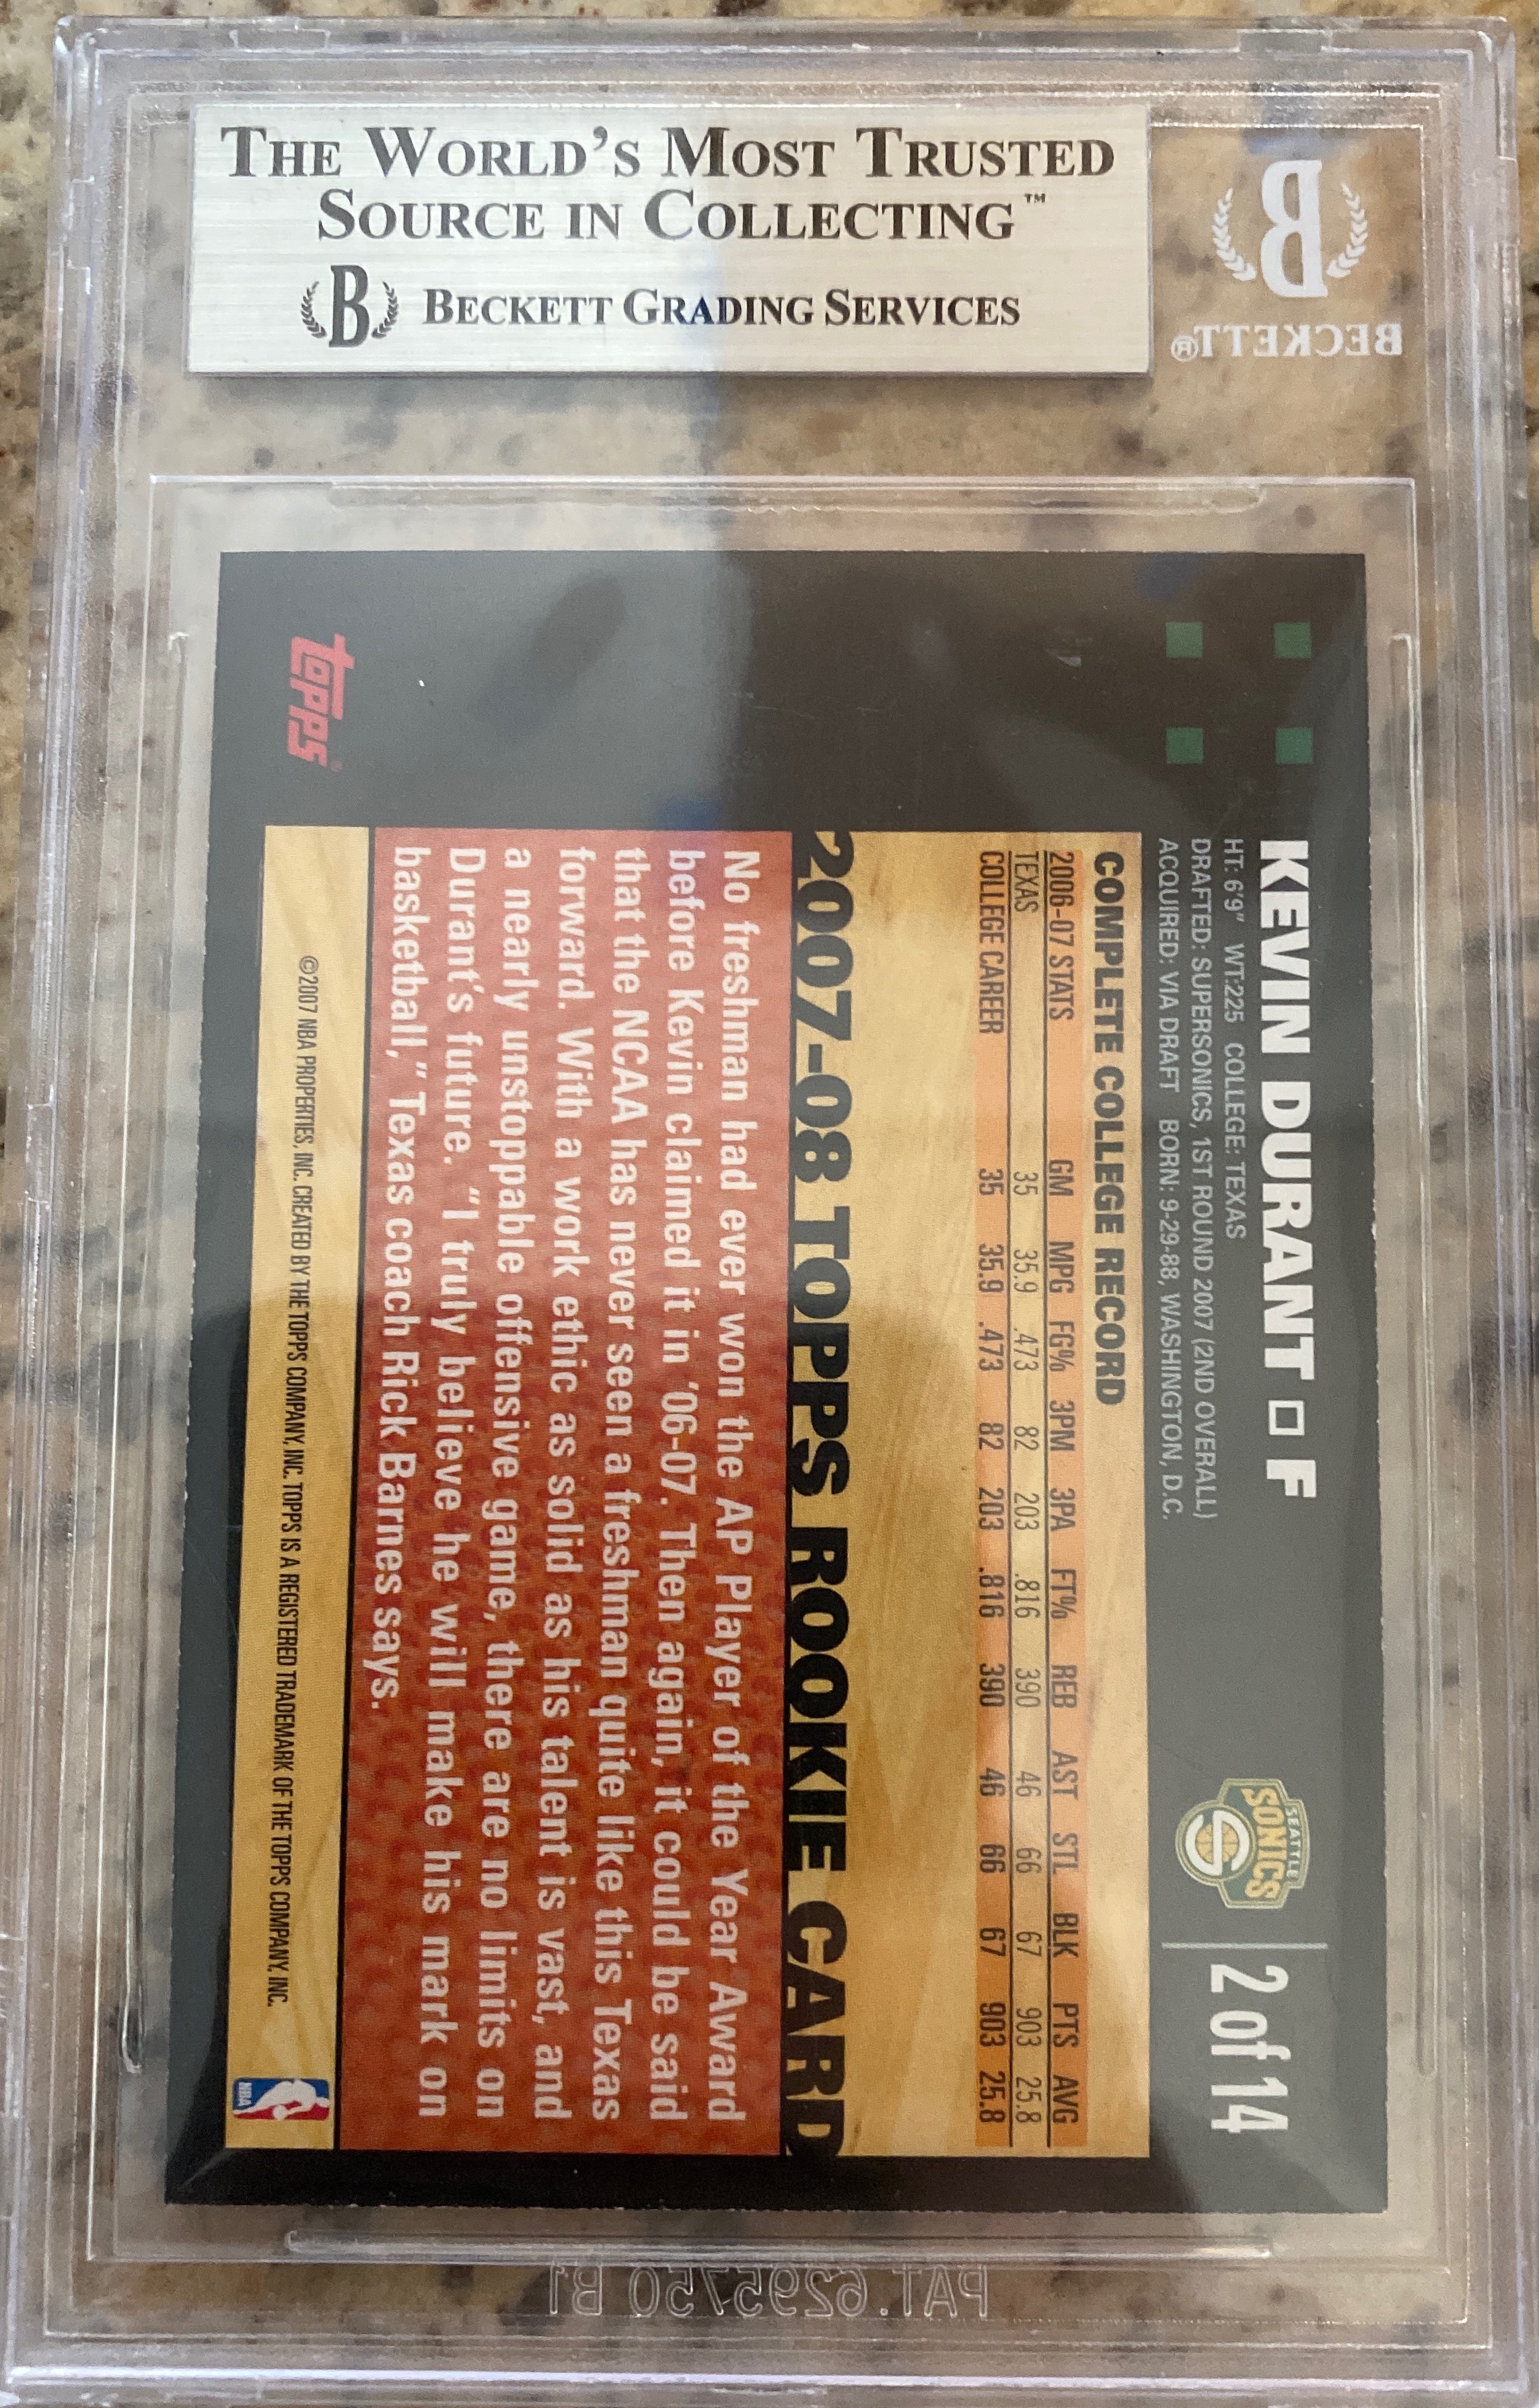 THE WORLD'S MOST TRUSTED
SOURCE IN COLLECTING™
B BECKETT GRADING SERVICES
B
BECKETT®
KEVIN DURANT □ F
HT: 6'9" WT:225 COLLEGE: TEXAS
DRAFTED: SUPERSONICS, 1ST ROUND 2007 (2ND OVERALL)
ACQUIRED: VIA DRAFT BORN: 9-29-88, WASHINGTON, D.C.
SEATTLE
SONICS
2 of 14
COMPLETE COLLEGE RECORD
2006-07 STATS GM MPG FG% 3PM 3PA FT% REB AST STL BLK PTS AVG
TEXAS 35 35.9 .473 82 203 .816 390 46 66 67 903 25.8
COLLEGE CAREER 35 35.9 .473 82 203 .816 390 46 66 67 903 25.8
2007-08 TOPPS ROOKIE CARD
No freshman had ever won the AP Player of the Year Award
before Kevin claimed it in '06-07. Then again, it could be said
that the NCAA has never seen a freshman quite like this Texas
forward. With a work ethic as solid as his talent is vast, and
a nearly unstoppable offensive game, there are no limits on
Durant's future. "I truly believe he will make his mark on
basketball," Texas coach Rick Barnes says.
©2007 NBA PROPERTIES, INC. CREATED BY THE TOPPS COMPANY, INC. TOPPS IS A REGISTERED TRADEMARK OF THE TOPPS COMPANY, INC.
NBA
topps
PAT.6295750 B1